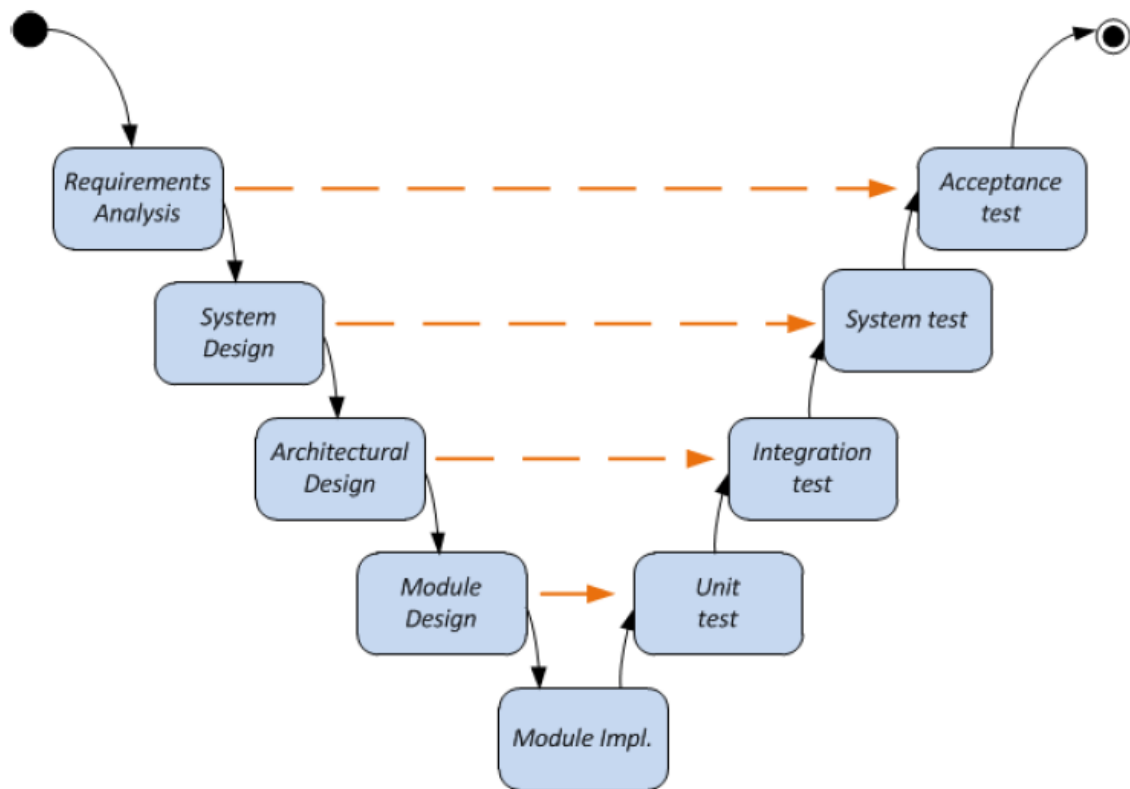 Requirements
Analysis
Acceptance
test
System
Design
System test
Architectural
Design
Integration
test
Module
Design
Unit
test
Module Impl.